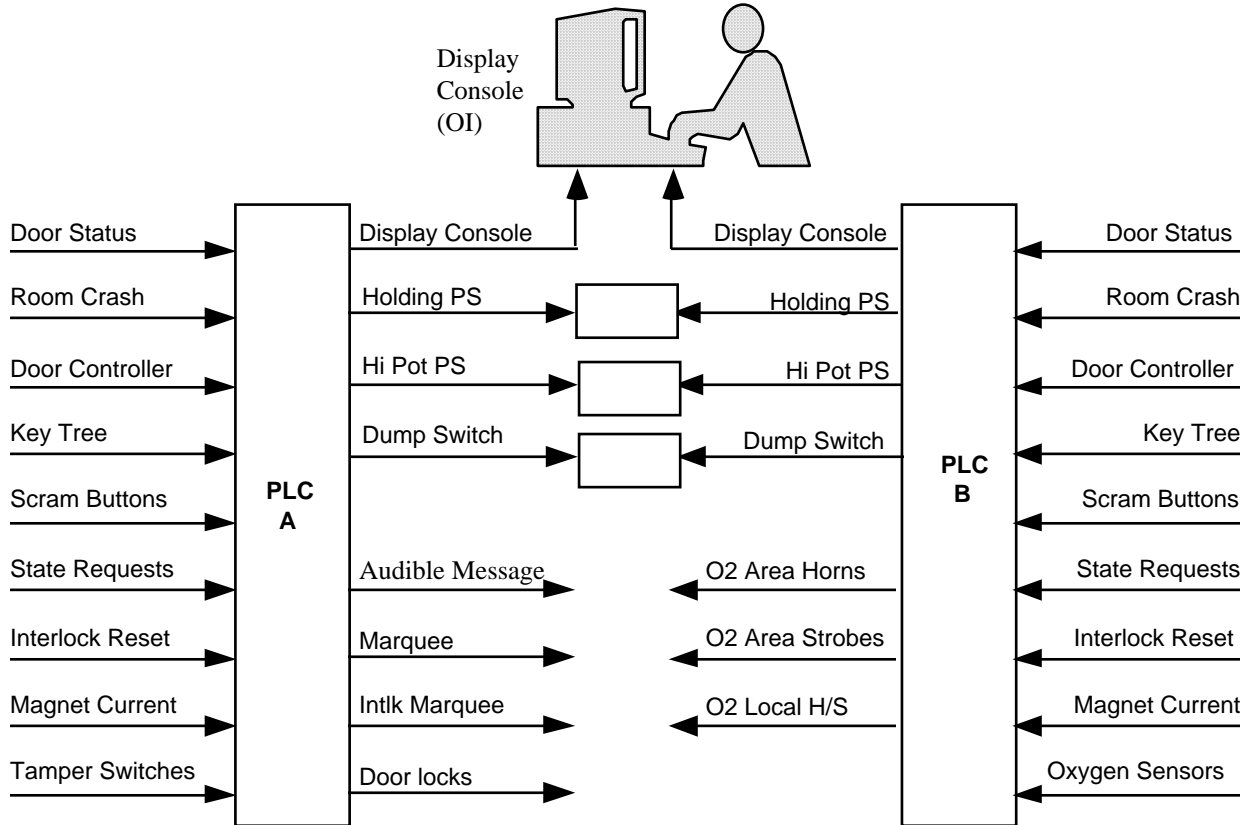 Display
Console
(OI)
Door Status
Display Console
Display Console
Door Status
Room Crash
Holding PS
Holding PS
Room Crash
Door Controller
Hi Pot PS
Hi Pot PS
Door Controller
Key Tree
Dump Switch
Dump Switch
Key Tree
PLC
A
PLC
B
Scram Buttons
Scram Buttons
State Requests
Audible Message
O2 Area Horns
State Requests
Interlock Reset
Marquee
O2 Area Strobes
Interlock Reset
Magnet Current
Intlk Marquee
O2 Local H/S
Magnet Current
Tamper Switches
Door locks
Oxygen Sensors